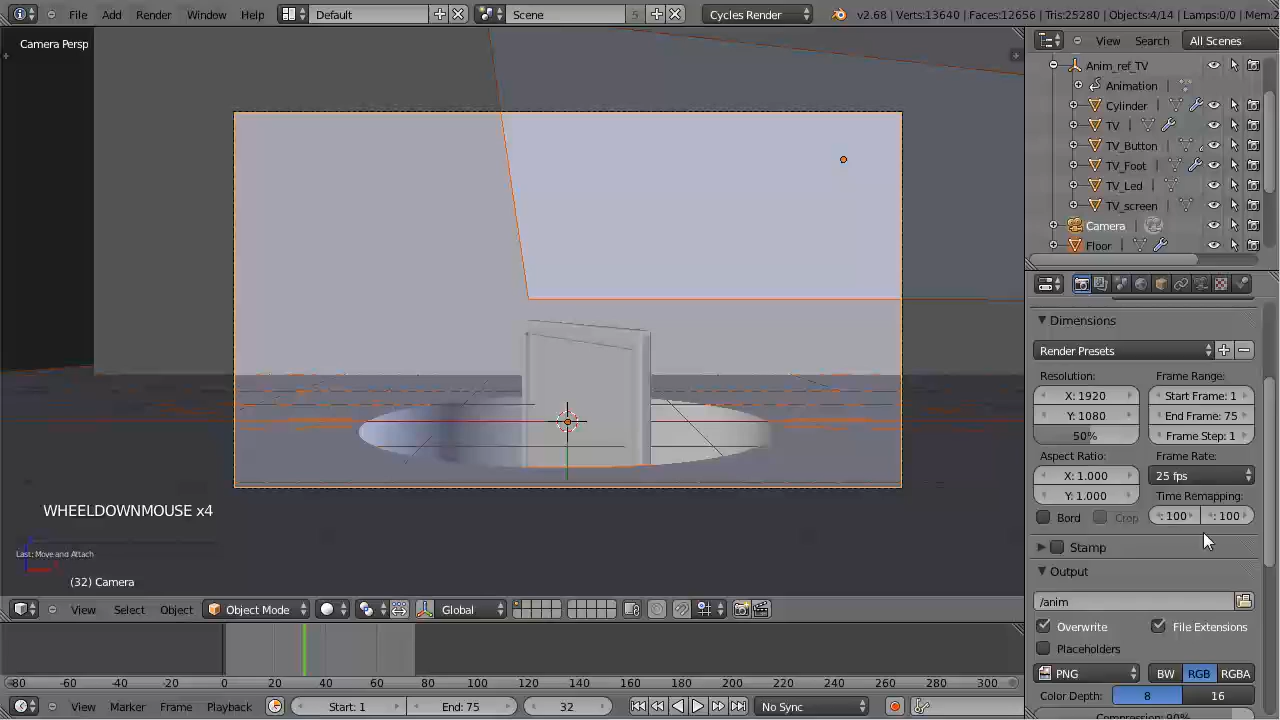 File Add Render Window Help Default Scene 5 Cycles Render v2.68 | Verts:13640 | Faces:12656 | Tris:25280 | Objects:4/14 | Lamps:0/0 | Mem:2
Camera Persp
View Search All Scenes
Anim_ref_TV
Animation
Cylinder
TV
TV_Button
TV_Foot
TV_Led
TV_screen
Camera
Floor
Dimensions
Render Presets
Resolution: Frame Range:
X: 1920 Start Frame: 1
Y: 1080 End Frame: 75
50% Frame Step: 1
Aspect Ratio: Frame Rate:
X: 1.000 25 fps
Y: 1.000 Time Remapping:
Bord Crop : 100 : 100
Stamp
Output
/anim
Overwrite File Extensions
Placeholders
PNG BW RGB RGBA
Color Depth: 8 16
Compression: 90%
WHEELDOWNMOUSE x4
Last: Move and Attach
(32) Camera
View Select Object Object Mode Global
-80 -60 -40 -20 0 20 40 60 80 100 120 140 160 180 200 220 240 260 280 300
View Marker Frame Playback Start: 1 End: 75 32 No Sync